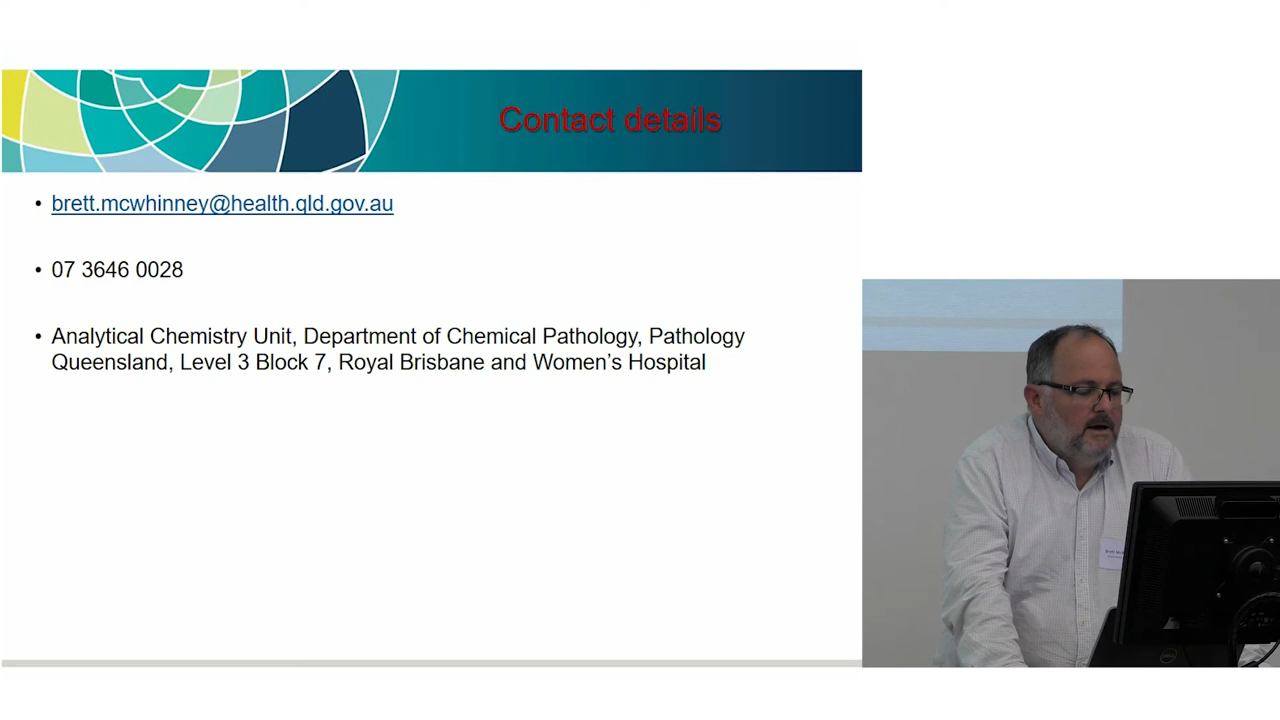 Contact details
• brett.mcwhinney@health.qld.gov.au
• 07 3646 0028
• Analytical Chemistry Unit, Department of Chemical Pathology, Pathology
Queensland, Level 3 Block 7, Royal Brisbane and Women's Hospital
Brett